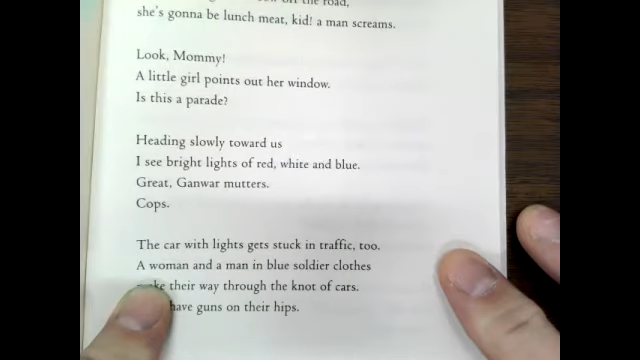 off the road,
she's gonna be lunch meat, kid! a man screams.
Look, Mommy!
A little girl points out her window.
Is this a parade?
Heading slowly toward us
I see bright lights of red, white and blue.
Great, Ganwar mutters.
Cops.
The car with lights gets stuck in traffic, too.
A woman and a man in blue soldier clothes
their way through the knot of cars.
have guns on their hips.